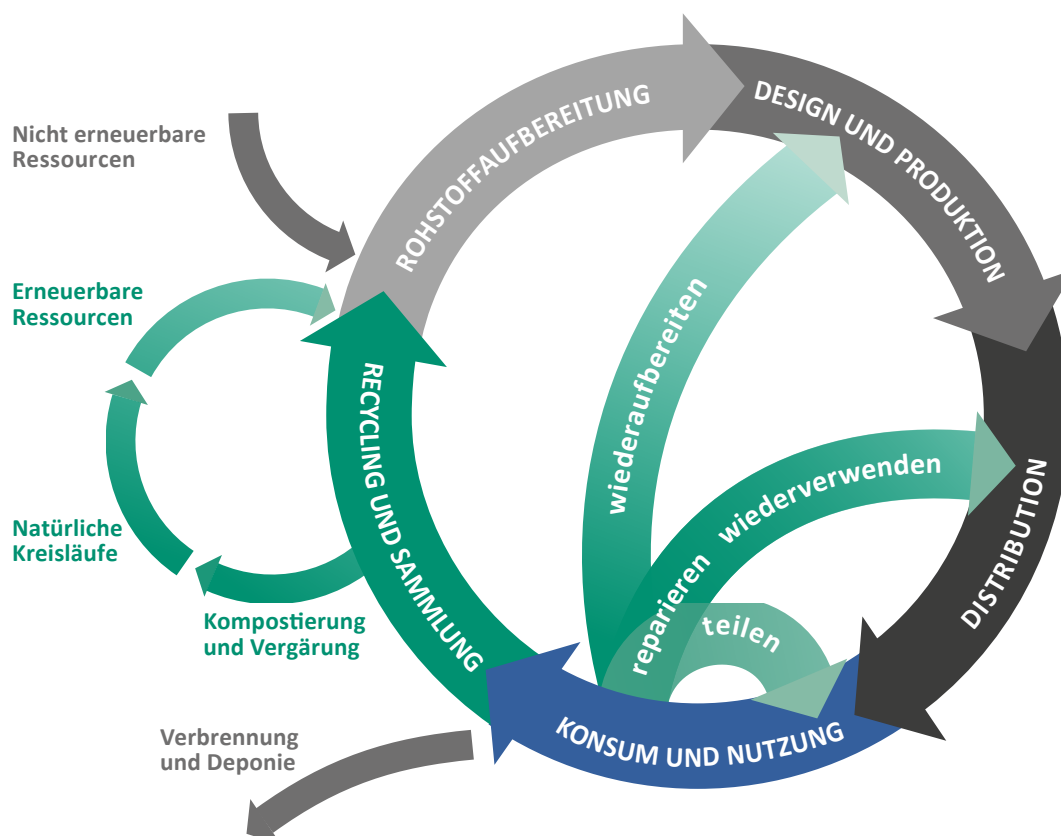 ROHSTOFFAUFBEREITUNG
DESIGN UND PRODUKTION
Nicht erneuerbare
Ressourcen
Erneuerbare
Ressourcen
wiederaufbereiten
RECYCLING UND SAMMLUNG
reparieren wiederverwenden
DISTRIBUTION
Natürliche
Kreisläufe
Kompostierung
und Vergärung
teilen
KONSUM UND NUTZUNG
Verbrennung
und Deponie